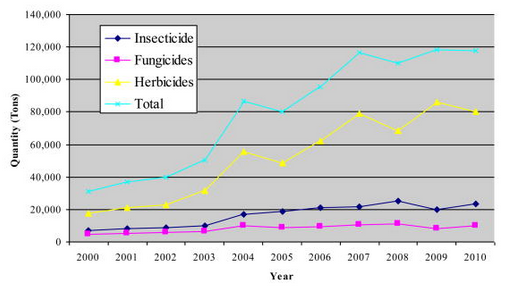 140,000
120,000
100,000
80,000
60,000
40,000
20,000
0
Quantity (Tons)
Insecticide
Fungicides
Herbicides
Total
2000 2001 2002 2003 2004 2005 2006 2007 2008 2009 2010
Year